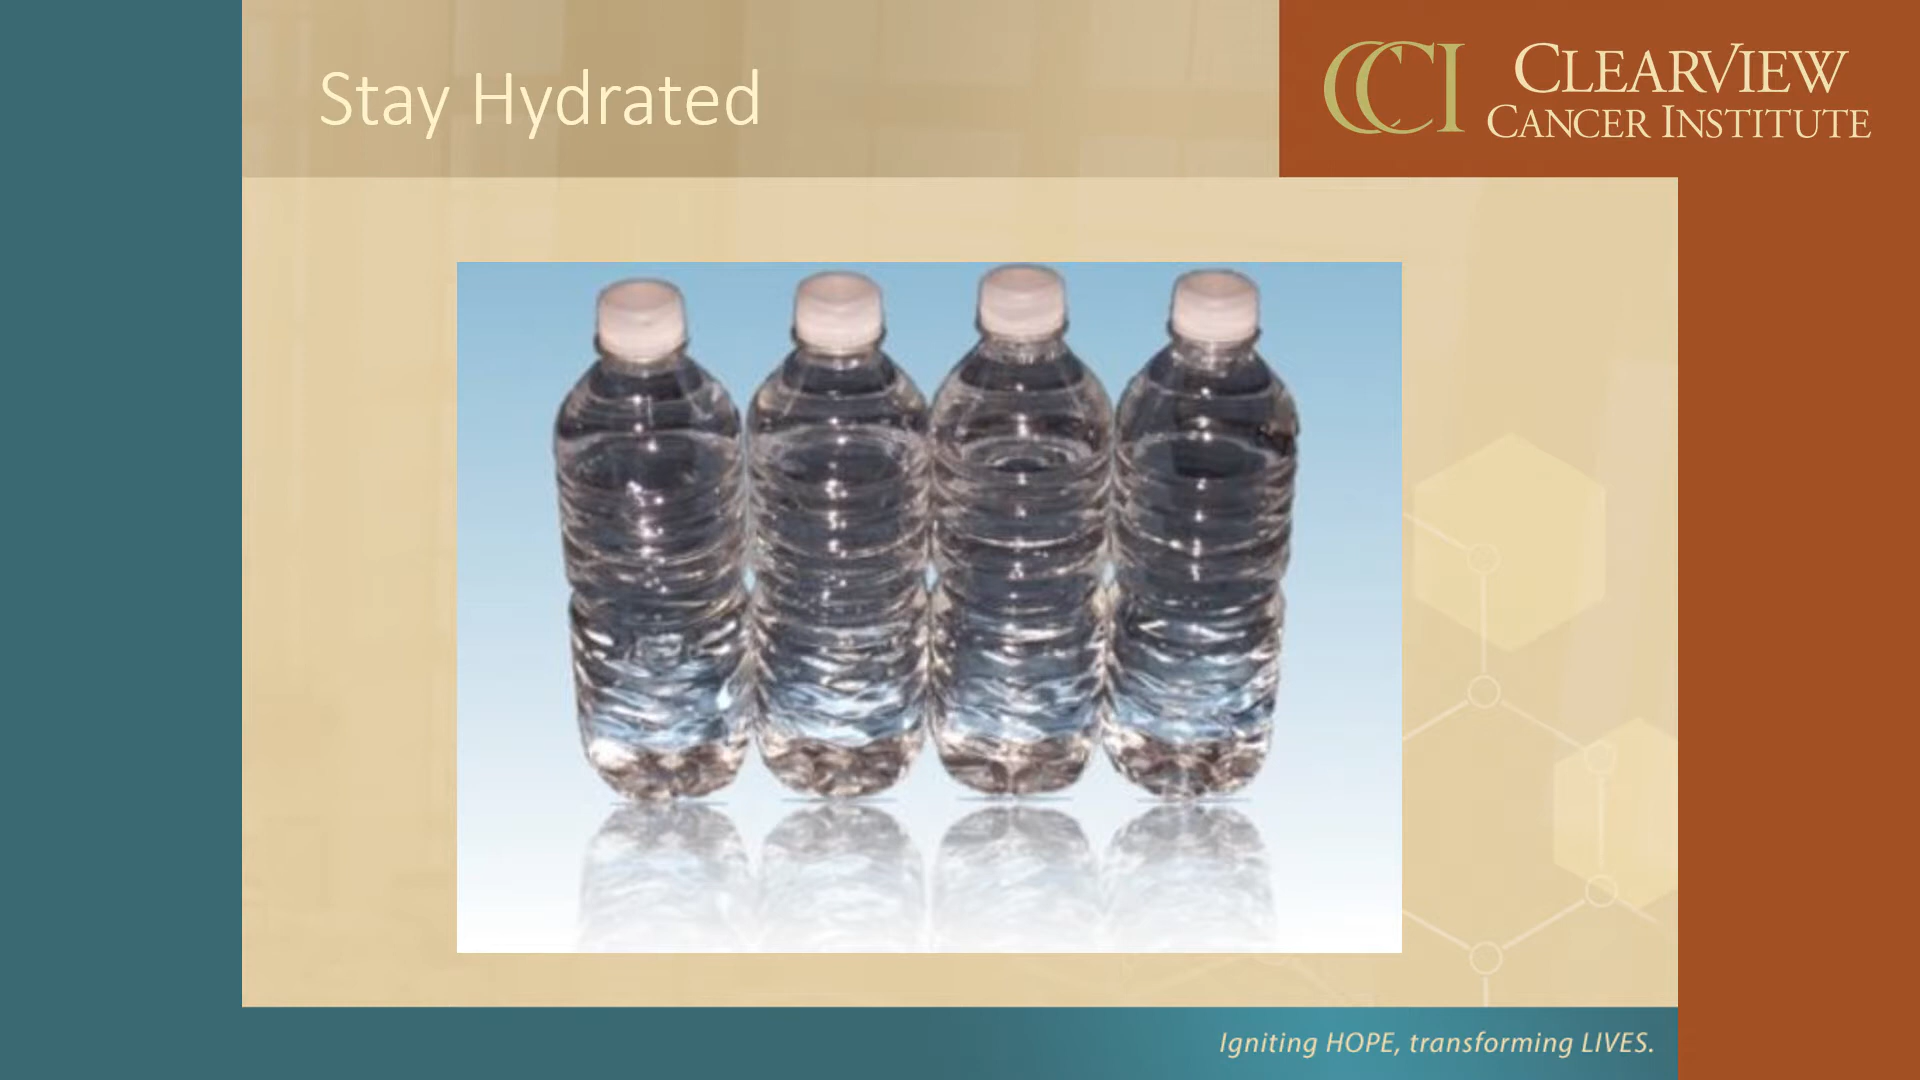 Stay Hydrated
CCI
CLEARVIEW
CANCER INSTITUTE
Igniting HOPE, transforming LIVES.